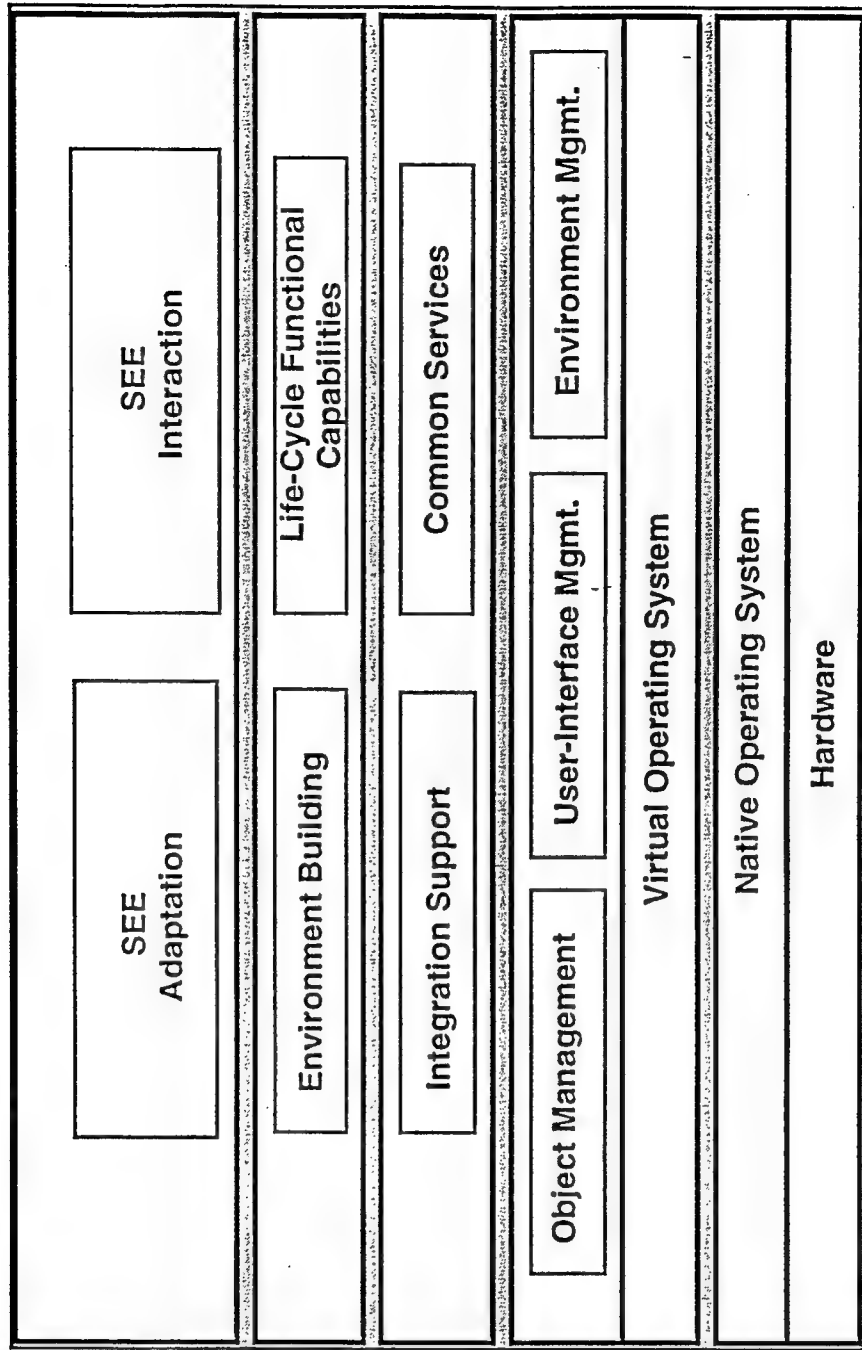 SEE
Adaptation
SEE
Interaction
Environment Building
Life-Cycle Functional
Capabilities
Integration Support
Common Services
Object Management
User-Interface Mgmt.
Environment Mgmt.
Virtual Operating System
Native Operating System
Hardware